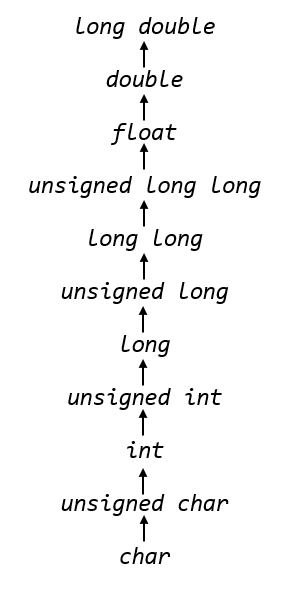 long double
double
float
unsigned long long
long long
unsigned long
long
unsigned int
int
unsigned char
char